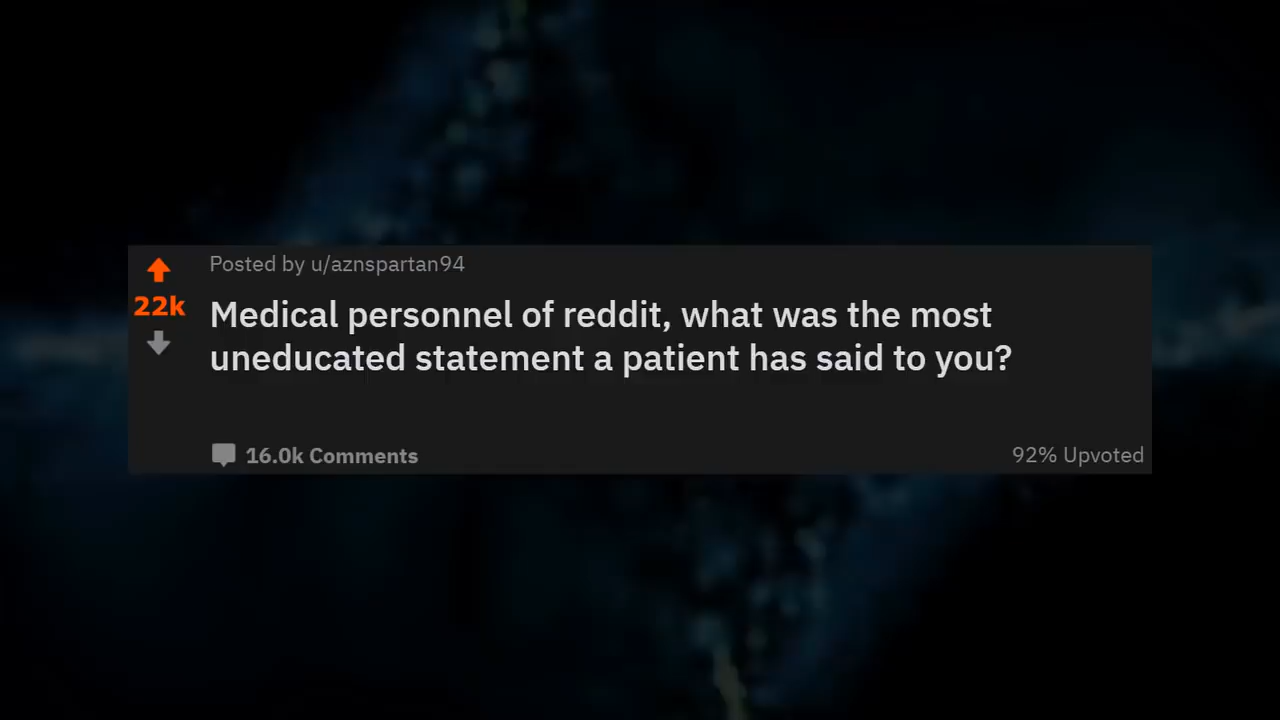 Posted by u/aznspartan94
22k
Medical personnel of reddit, what was the most
uneducated statement a patient has said to you?
16.0k Comments
92% Upvoted